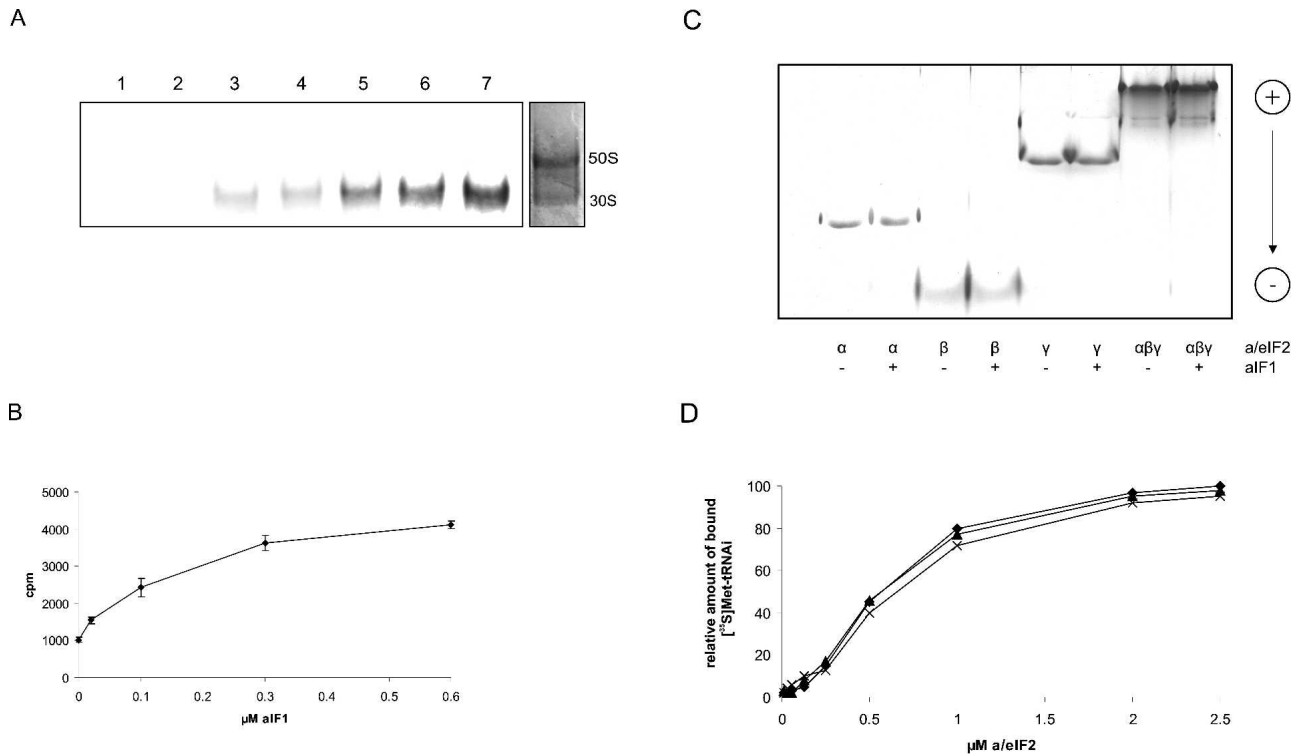 A
1 2 3 4 5 6 7
50S
30S
C
+
-
α α β β γ γ αβγ αβγ a/eIF2
- + - + - + - + aIF1
B
5000
4000
3000
2000
1000
0
cpm
0 0.1 0.2 0.3 0.4 0.5 0.6
µM aIF1
D
100
80
60
40
20
0
relative amount of bound
[³⁵S]Met-tRNAi
0 0.5 1 1.5 2 2.5
µM a/eIF2